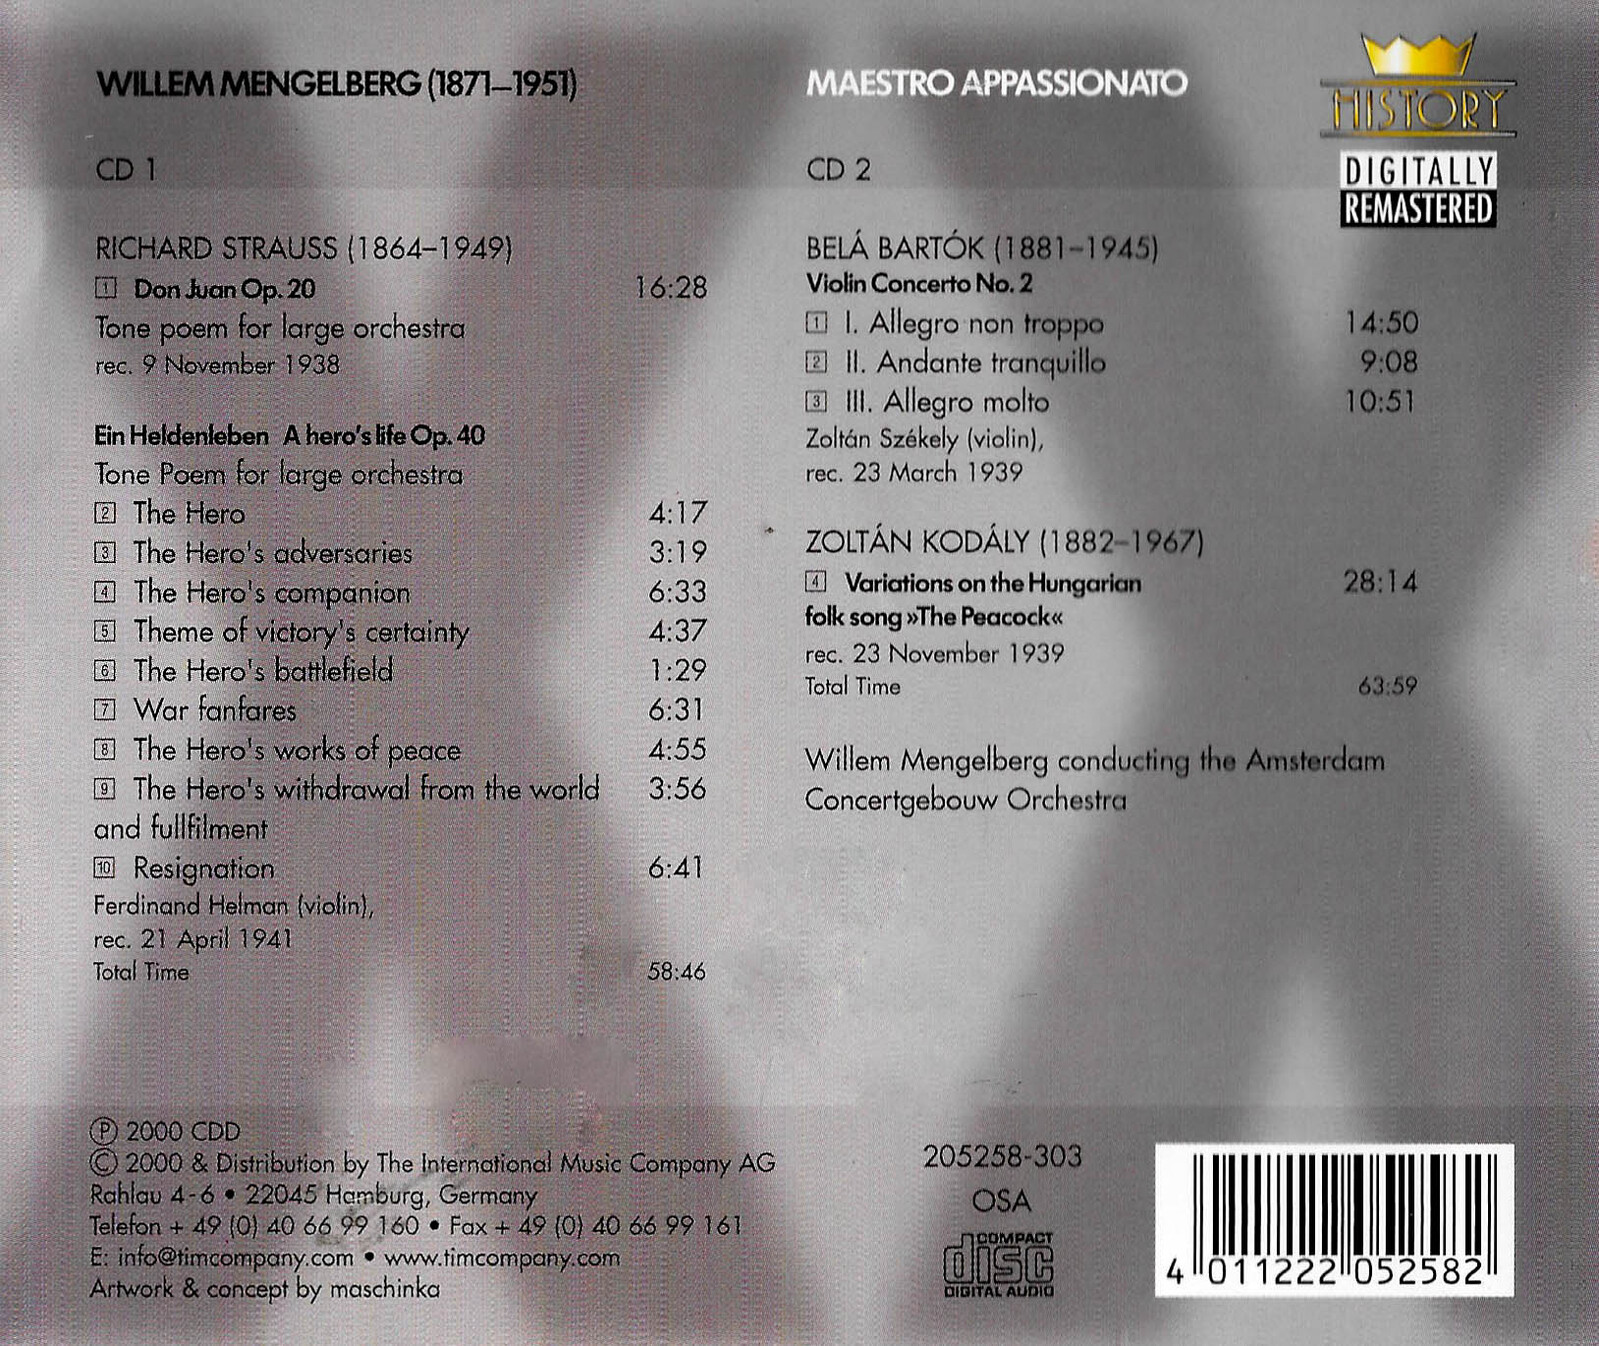 WILLEM MENGELBERG (1871–1951)
CD 1
RICHARD STRAUSS (1864–1949)
1 Don Juan Op. 20 16:28
Tone poem for large orchestra
rec. 9 November 1938
Ein Heldenleben A hero's life Op. 40
Tone Poem for large orchestra
2 The Hero 4:17
3 The Hero's adversaries 3:19
4 The Hero's companion 6:33
5 Theme of victory's certainty 4:37
6 The Hero's battlefield 1:29
7 War fanfares 6:31
8 The Hero's works of peace 4:55
9 The Hero's withdrawal from the world 3:56
and fullfilment
10 Resignation 6:41
Ferdinand Helman (violin),
rec. 21 April 1941
Total Time 58:46
MAESTRO APPASSIONATO
CD 2
BELÁ BARTÓK (1881–1945)
Violin Concerto No. 2
1 I. Allegro non troppo 14:50
2 II. Andante tranquillo 9:08
3 III. Allegro molto 10:51
Zoltán Székely (violin),
rec. 23 March 1939
ZOLTÁN KODÁLY (1882–1967)
4 Variations on the Hungarian 28:14
folk song »The Peacock«
rec. 23 November 1939
Total Time 63:59
Willem Mengelberg conducting the Amsterdam
Concertgebouw Orchestra
HISTORY
DIGITALLY
REMASTERED
℗ 2000 CDD
© 2000 & Distribution by The International Music Company AG
Rahlau 4-6 • 22045 Hamburg, Germany
Telefon + 49 (0) 40 66 99 160 • Fax + 49 (0) 40 66 99 161
E: info@timcompany.com • www.timcompany.com
Artwork & concept by maschinka
205258-303
OSA
COMPACT
disc
DIGITAL AUDIO
4 011222 052582